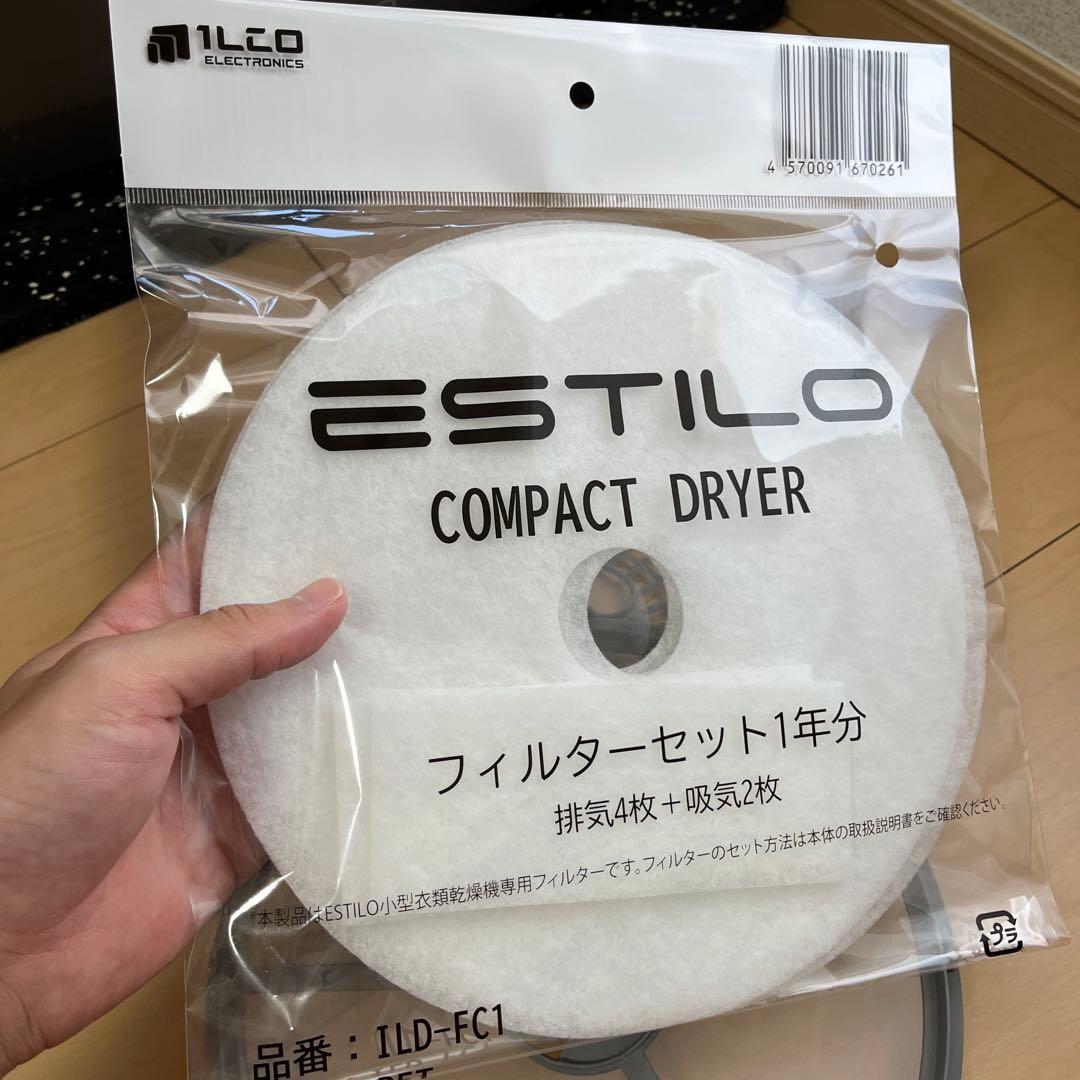 1LCO
ELECTRONICS
4 570091 670261
ESTILO
COMPACT DRYER
フィルターセット1年分
排気4枚＋吸気2枚
*本製品はESTILO小型衣類乾燥機専用フィルターです。フィルターのセット方法は本体の取扱説明書をご確認ください。
プラ
品番：ILD-FC1
PET